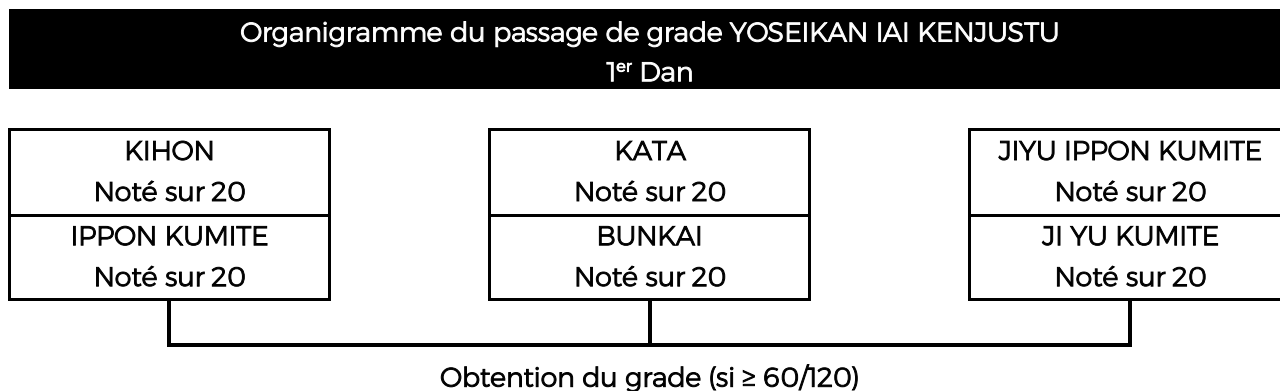 Organigramme du passage de grade YOSEIKAN IAI KENJUSTU
1er Dan
KIHON
Noté sur 20
IPPON KUMITE
Noté sur 20
KATA
Noté sur 20
BUNKAI
Noté sur 20
JIYU IPPON KUMITE
Noté sur 20
JI YU KUMITE
Noté sur 20
Obtention du grade (si ≥ 60/120)